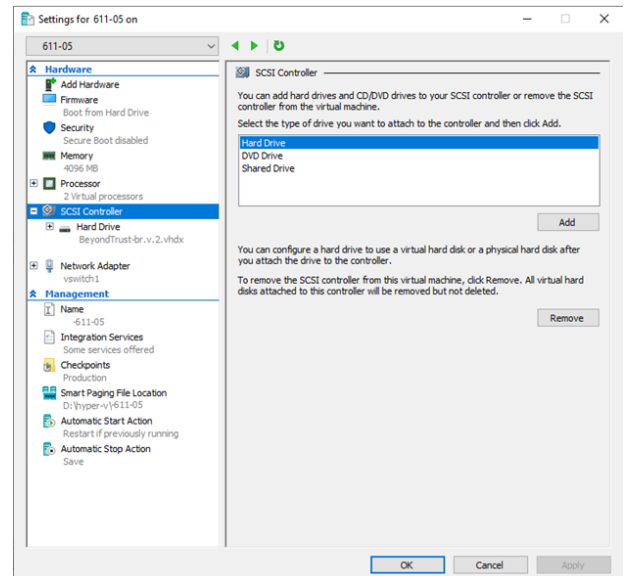 Settings for 611-05 on
611-05
Hardware
Add Hardware
Firmware
Boot from Hard Drive
Security
Secure Boot disabled
Memory
4096 MB
Processor
2 Virtual processors
SCSI Controller
Hard Drive
BeyondTrust-br.v.2.vhdx
Network Adapter
vswitch1
Management
Name
-611-05
Integration Services
Some services offered
Checkpoints
Production
Smart Paging File Location
D:\hyper-v\-611-05
Automatic Start Action
Restart if previously running
Automatic Stop Action
Save
SCSI Controller
You can add hard drives and CD/DVD drives to your SCSI controller or remove the SCSI
controller from the virtual machine.
Select the type of drive you want to attach to the controller and then click Add.
Hard Drive
DVD Drive
Shared Drive
Add
You can configure a hard drive to use a virtual hard disk or a physical hard disk after
you attach the drive to the controller.
To remove the SCSI controller from this virtual machine, click Remove. All virtual hard
disks attached to this controller will be removed but not deleted.
Remove
OK
Cancel
Apply